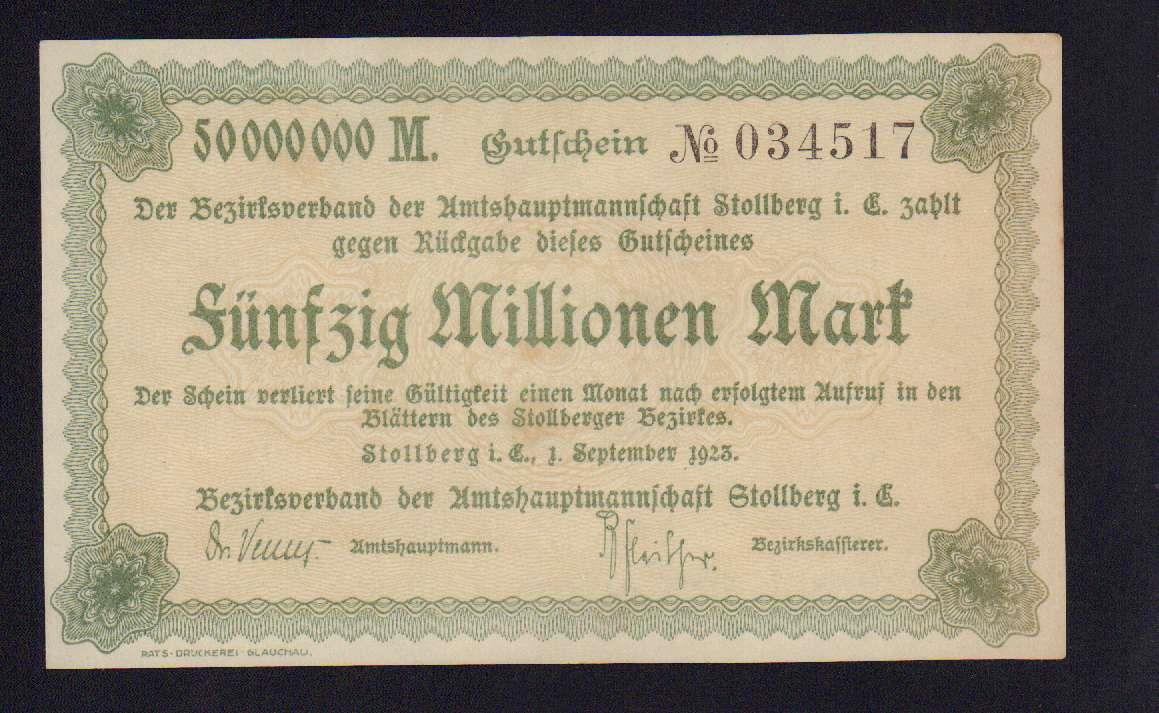 50000000 M. Gutschein № 034517
Der Bezirksverband der Amtshauptmannschaft Stollberg i. E. zahlt
gegen Rückgabe dieses Gutscheines
Fünfzig Millionen Mark
Der Schein verliert seine Gültigkeit einen Monat nach erfolgtem Aufruf in den
Blättern des Stollberger Bezirkes.
Stollberg i. E., 1. September 1923.
Bezirksverband der Amtshauptmannschaft Stollberg i. E.
Dr. Amtshauptmann. Bezirkskassierer.
RATS-DRUCKEREI GLAUCHAU.